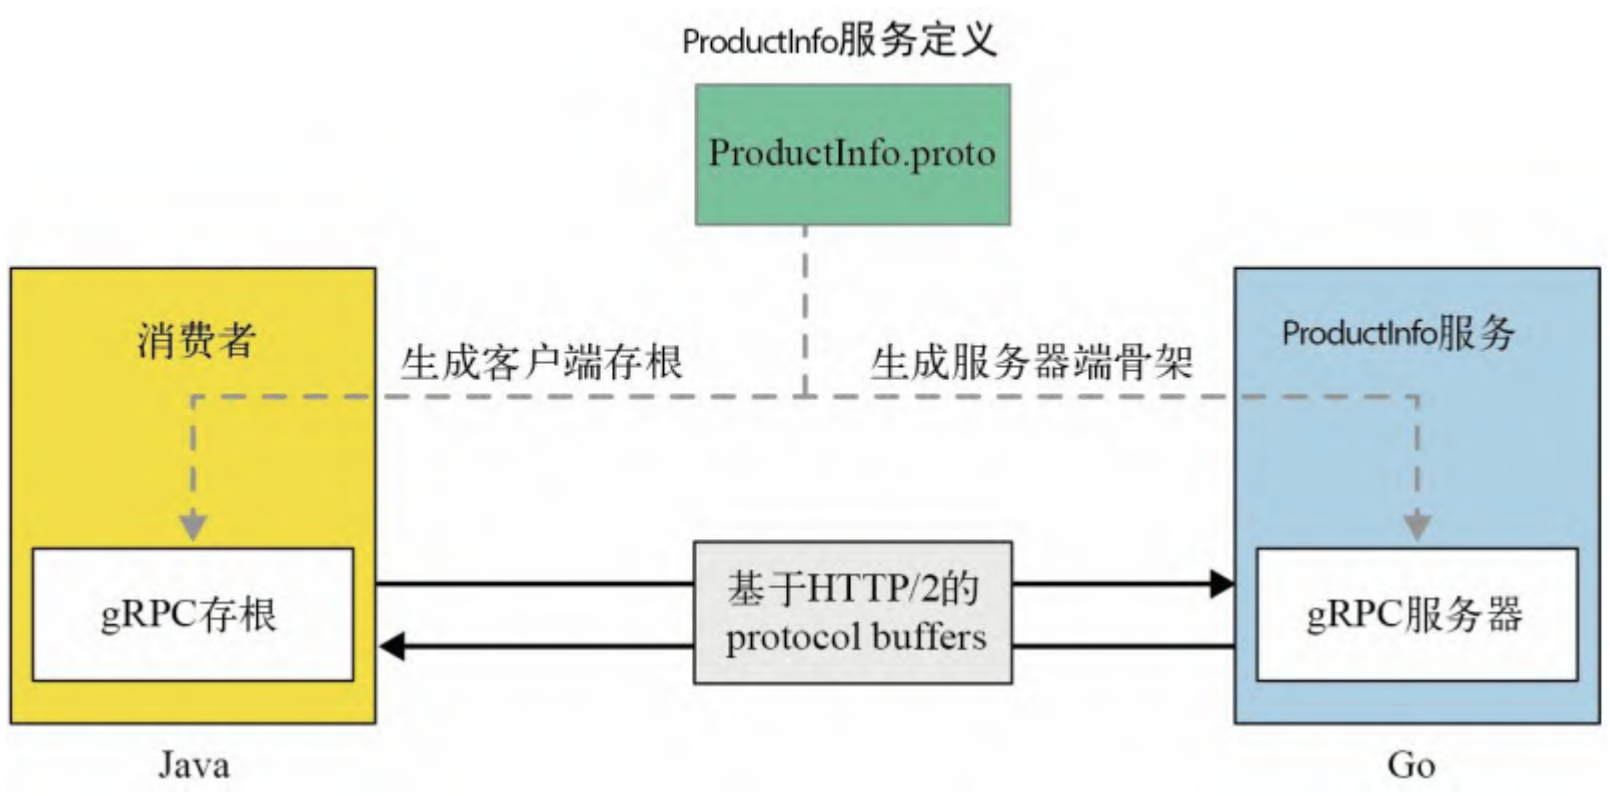 ProductInfo服务定义
ProductInfo.proto
消费者
生成客户端存根
生成服务器端骨架
ProductInfo服务
gRPC存根
基于HTTP/2的
protocol buffers
gRPC服务器
Java
Go